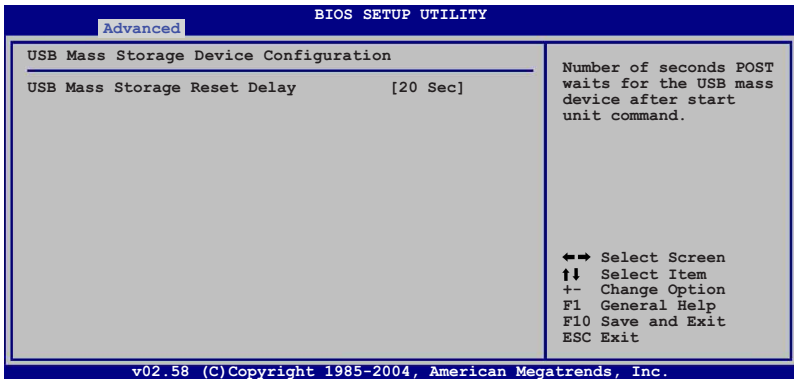 BIOS SETUP UTILITY
Advanced
USB Mass Storage Device Configuration
USB Mass Storage Reset Delay [20 Sec]
Number of seconds POST
waits for the USB mass
device after start
unit command.
←→ Select Screen
↑↓ Select Item
+- Change Option
F1 General Help
F10 Save and Exit
ESC Exit
v02.58 (C)Copyright 1985-2004, American Megatrends, Inc.